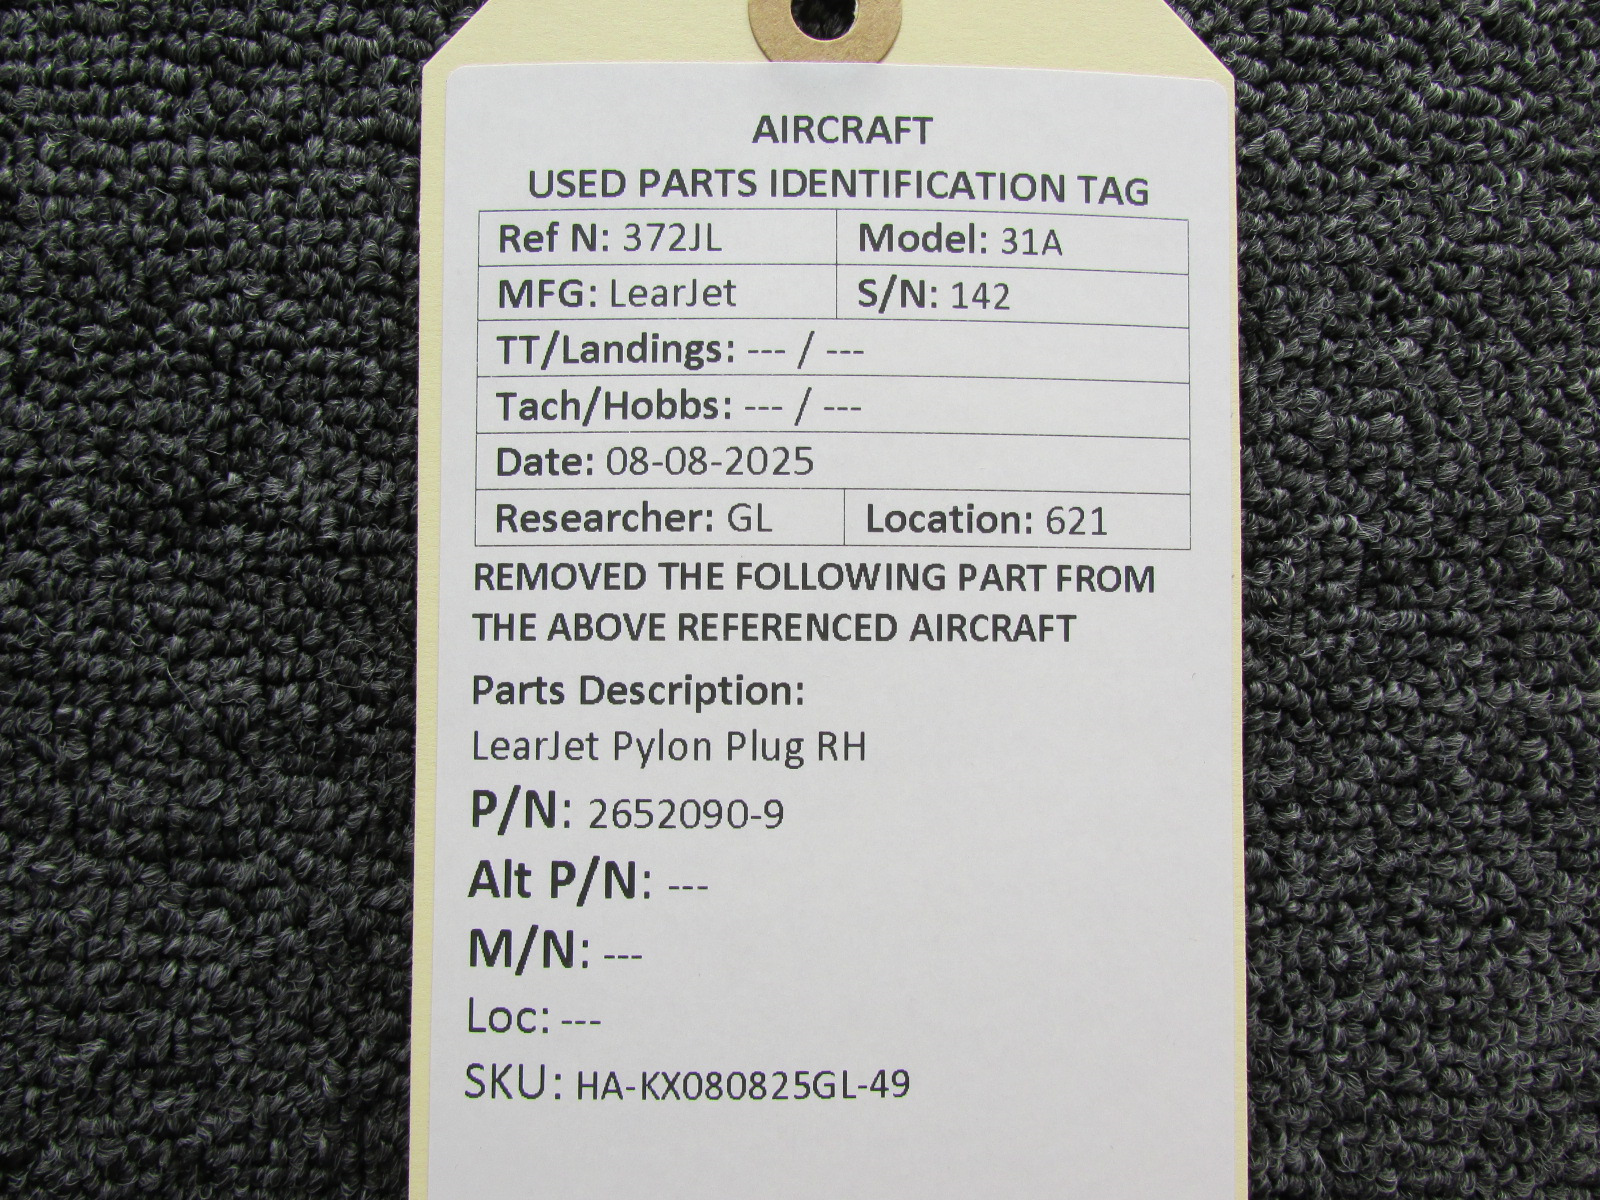 AIRCRAFT
USED PARTS IDENTIFICATION TAG
Ref N: 372JL Model: 31A
MFG: LearJet S/N: 142
TT/Landings: --- / ---
Tach/Hobbs: --- / ---
Date: 08-08-2025
Researcher: GL Location: 621
REMOVED THE FOLLOWING PART FROM
THE ABOVE REFERENCED AIRCRAFT
Parts Description:
LearJet Pylon Plug RH
P/N: 2652090-9
Alt P/N: ---
M/N: ---
Loc: ---
SKU: HA-KX080825GL-49